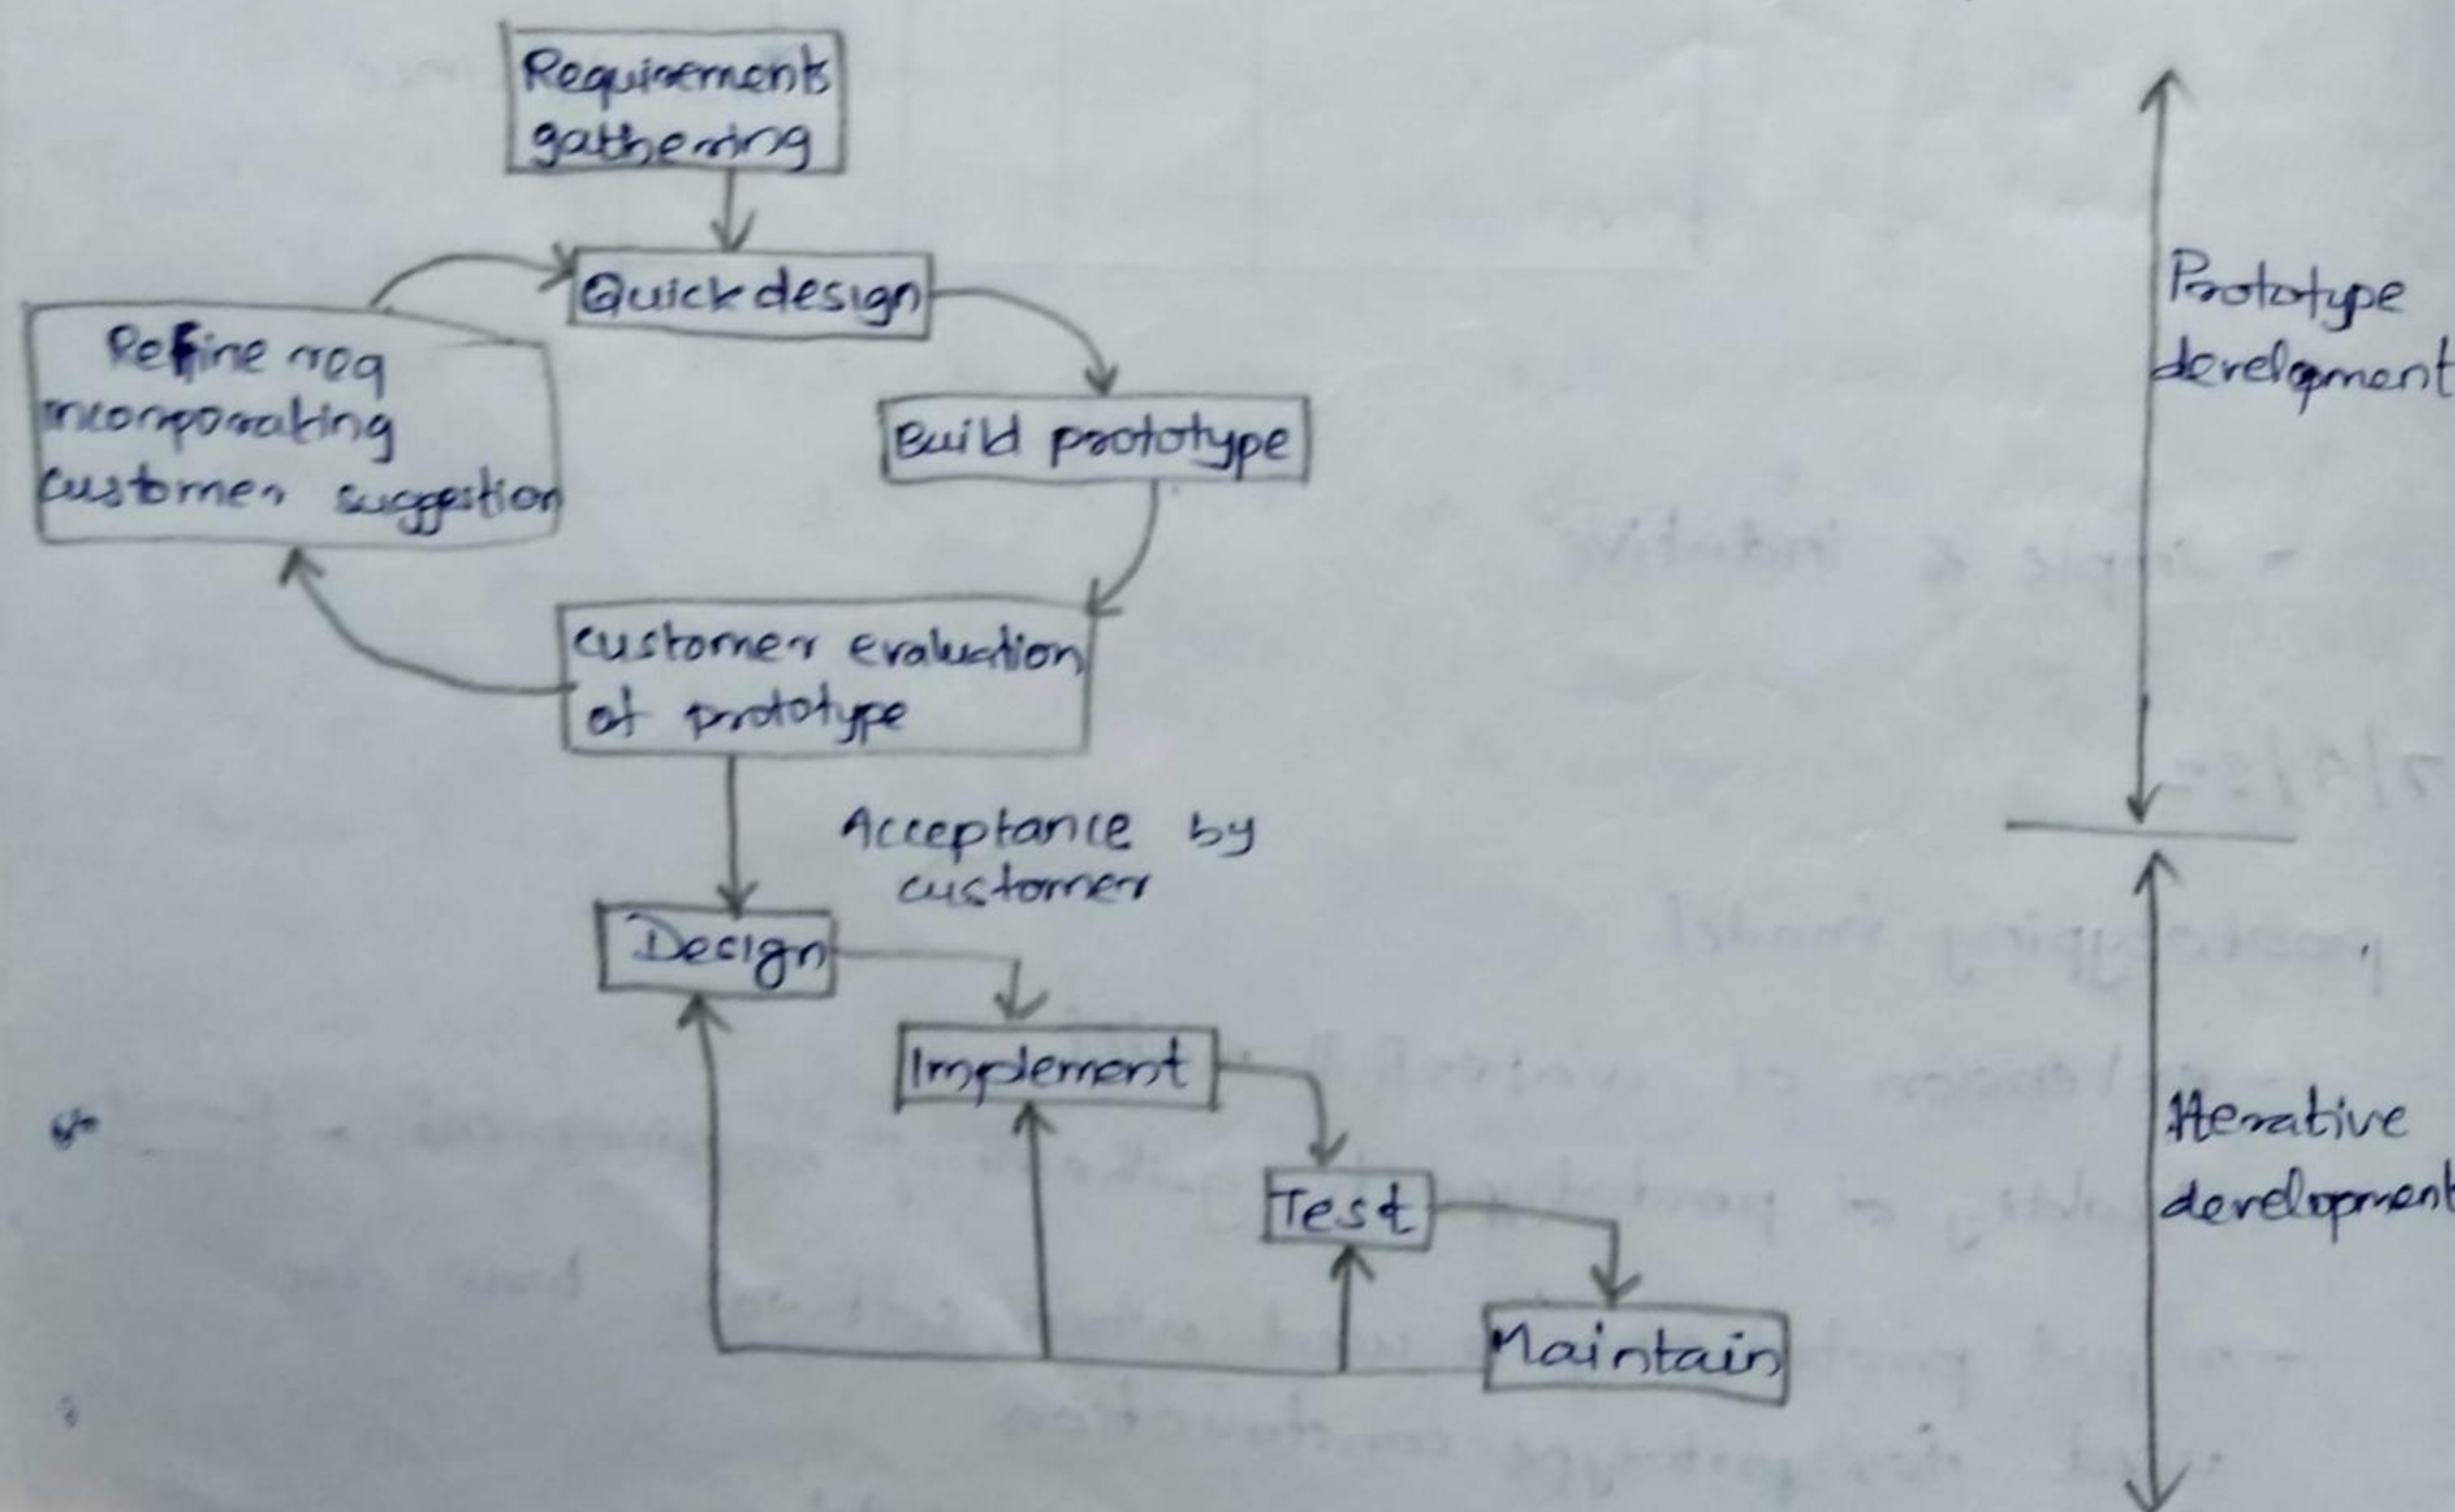 Requirements
gathering
Quick design
Refine req
incorporating
customer suggestion
Build prototype
customer evaluation
of prototype
Acceptance by
customer
Design
Implement
Test
Maintain
Prototype
development
Iterative
development